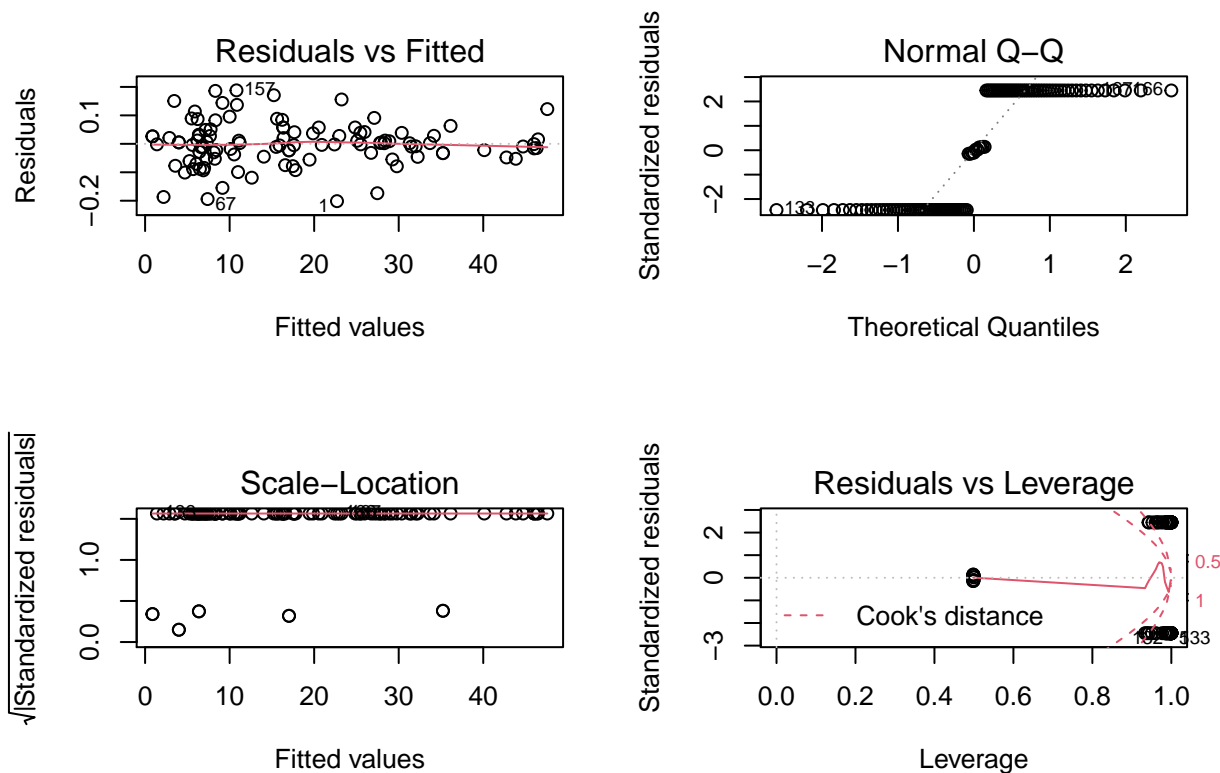 Residuals vs Fitted
Residuals
0.1
−0.2
157
67
1
0 10 20 30 40
Fitted values
Normal Q−Q
Standardized residuals
2
0
−2
166
133
−2 −1 0 1 2
Theoretical Quantiles
Scale−Location
√|Standardized residuals|
1.0
0.0
0 10 20 30 40
Fitted values
Residuals vs Leverage
Standardized residuals
2
0
−3
0.5
1
Cook's distance
133
0.0 0.2 0.4 0.6 0.8 1.0
Leverage